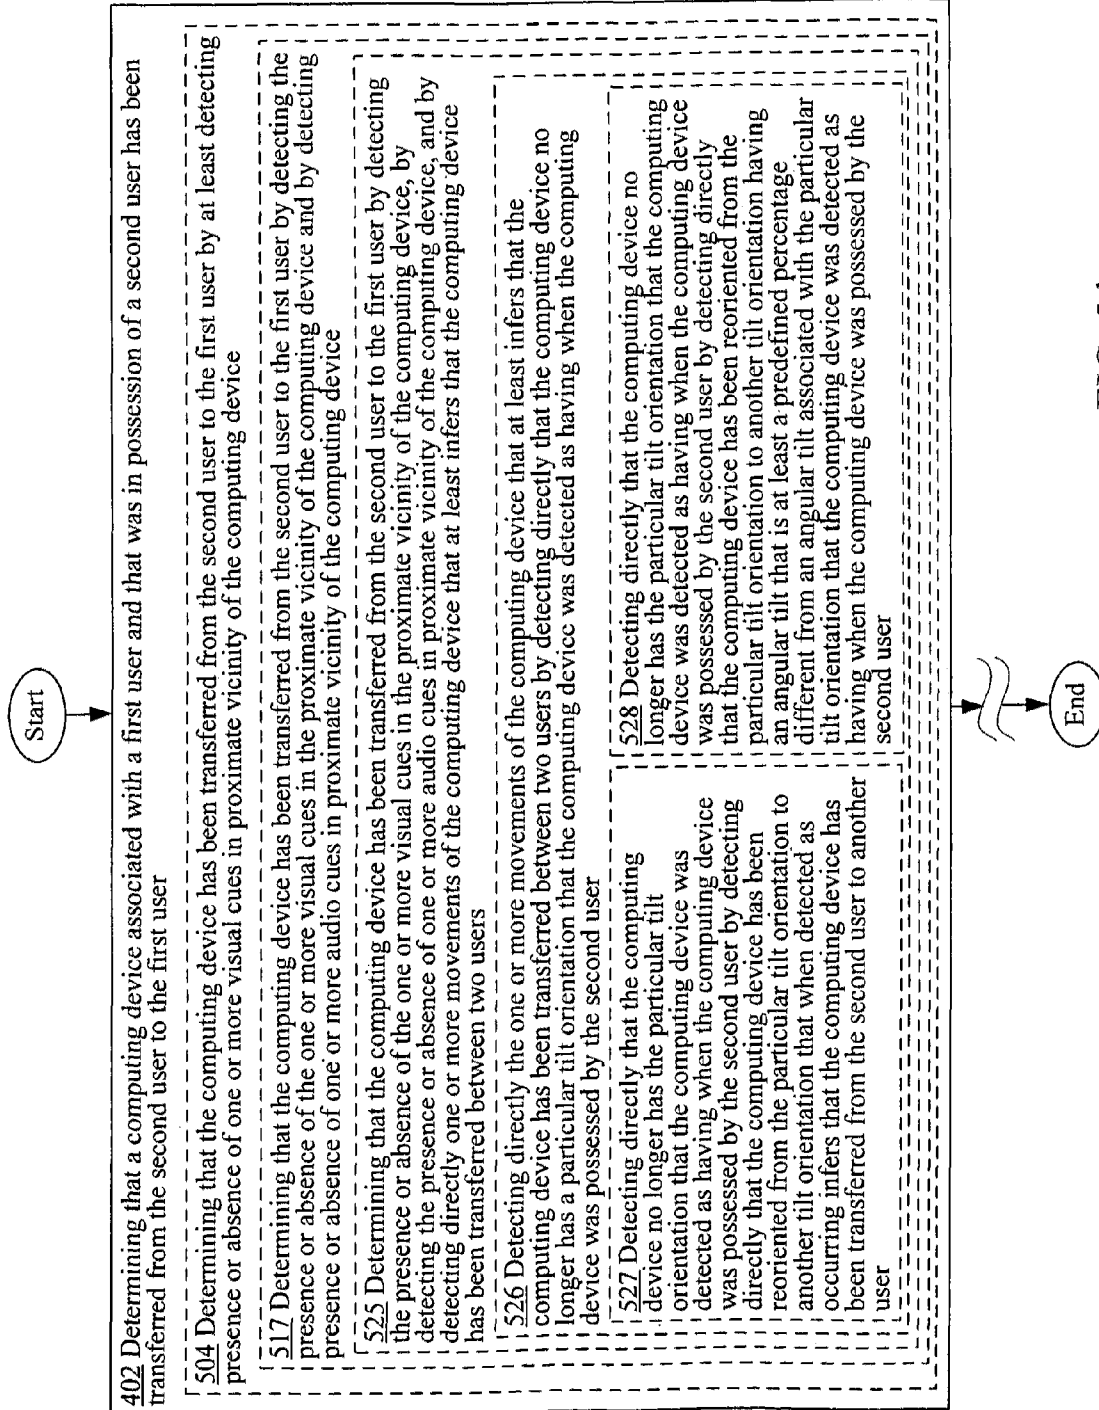 Start
402 Determining that a computing device associated with a first user and that was in possession of a second user has been
transferred from the second user to the first user
504 Determining that the computing device has been transferred from the second user to the first user by at least detecting
presence or absence of one or more visual cues in proximate vicinity of the computing device
517 Determining that the computing device has been transferred from the second user to the first user by detecting the
presence or absence of the one or more visual cues in the proximate vicinity of the computing device and by detecting
presence or absence of one or more audio cues in proximate vicinity of the computing device
525 Determining that the computing device has been transferred from the second user to the first user by detecting
the presence or absence of the one or more visual cues in the proximate vicinity of the computing device, by
detecting the presence or absence of one or more audio cues in proximate vicinity of the computing device, and by
detecting directly one or more movements of the computing device that at least infers that the computing device
has been transferred between two users
526 Detecting directly the one or more movements of the computing device that at least infers that the
computing device has been transferred between two users by detecting directly that the computing device no
longer has a particular tilt orientation that the computing device was detected as having when the computing
device was possessed by the second user
527 Detecting directly that the computing
device no longer has the particular tilt
orientation that the computing device was
detected as having when the computing device
was possessed by the second user by detecting
directly that the computing device has been
reoriented from the particular tilt orientation to
another tilt orientation that when detected as
occurring infers that the computing device has
been transferred from the second user to another
user
528 Detecting directly that the computing device no
longer has the particular tilt orientation that the computing
device was detected as having when the computing device
was possessed by the second user by detecting directly
that the computing device has been reoriented from the
particular tilt orientation to another tilt orientation having
an angular tilt that is at least a predefined percentage
different from an angular tilt associated with the particular
tilt orientation that the computing device was detected as
having when the computing device was possessed by the
second user
End